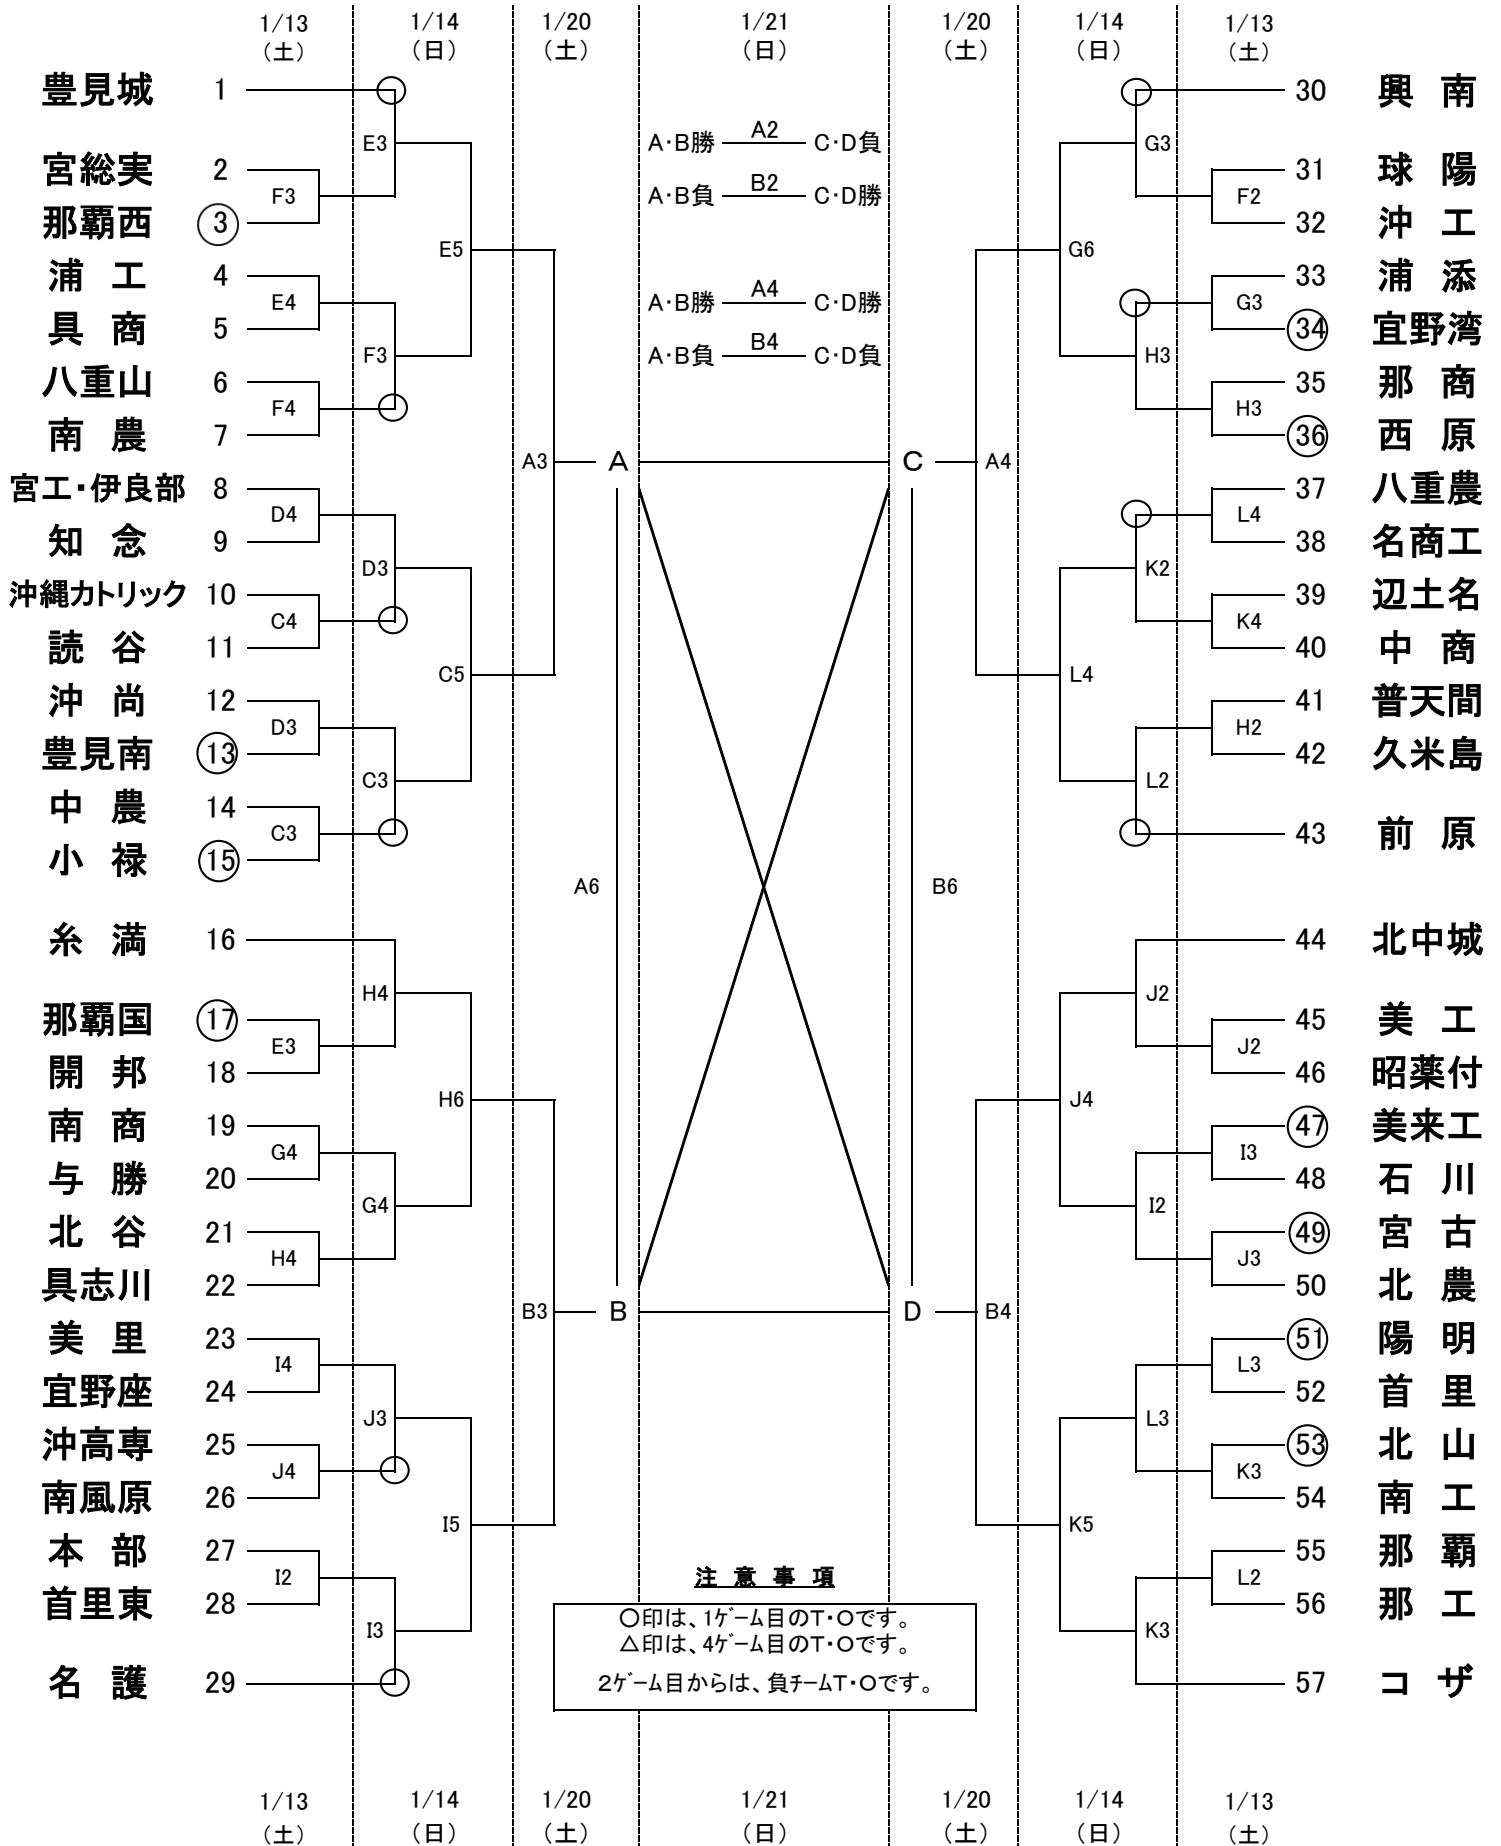 1/13 1/14 1/20 1/21 1/20 1/14 1/13
（土） （日） （土） （日） （土） （日） （土）
豊見城 1
E3
宮総実 2
F3
那覇西 3
E5
浦 工 4
E4
具 商 5
F3
八重山 6
F4
南 農 7
A3
宮工・伊良部 8
D4
知 念 9
D3
沖縄カトリック 10
C4
読 谷 11
C5
沖 尚 12
D3
豊見南 13
C3
中 農 14
C3
小 禄 15
糸 満 16
H4
那覇国 17
E3
開 邦 18
H6
南 商 19
G4
与 勝 20
G4
北 谷 21
H4
具志川 22
B3
美 里 23
I4
宜野座 24
J3
沖高専 25
J4
南風原 26
I5
本 部 27
I2
首里東 28
I3
名 護 29
A・B勝 A2 C・D負
A・B負 B2 C・D勝
A・B勝 A4 C・D勝
A・B負 B4 C・D負
A C
A6 B6
B D
30 興 南
G3
31 球 陽
F2
32 沖 工
G6
33 浦 添
G3
34 宜野湾
H3
35 那 商
H3
36 西 原
A4
37 八重農
L4
38 名商工
K2
39 辺土名
K4
40 中 商
L4
41 普天間
H2
42 久米島
L2
43 前 原
44 北中城
J2
45 美 工
J2
46 昭薬付
J4
47 美来工
I3
48 石 川
I2
49 宮 古
J3
50 北 農
B4
51 陽 明
L3
52 首 里
L3
53 北 山
K3
54 南 工
K5
55 那 覇
L2
56 那 工
K3
57 コ ザ
注 意 事 項
〇印は、1ｹﾞｰﾑ目のT・Oです。
△印は、4ｹﾞｰﾑ目のT・Oです。
2ｹﾞｰﾑ目からは、負ﾁｰﾑT・Oです。
1/13 1/14 1/20 1/21 1/20 1/14 1/13
（土） （日） （土） （日） （土） （日） （土）